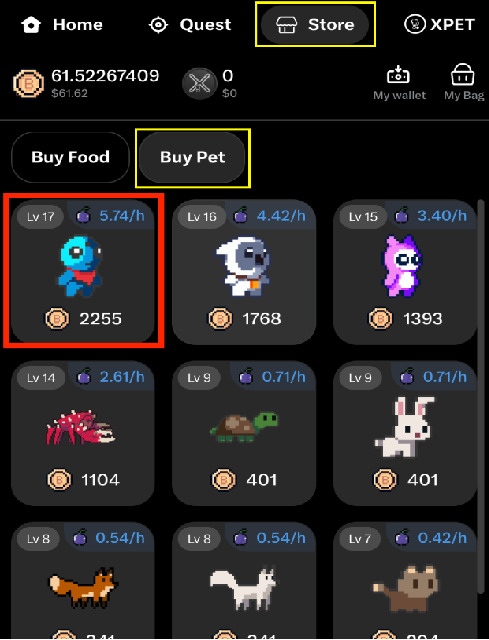 Home Quest Store XPET
61.52267409 0
$61.62 $0
My wallet My Bag
Buy Food Buy Pet
Lv 17 5.74/h Lv 16 4.42/h Lv 15 3.40/h
2255 1768 1393
Lv 14 2.61/h Lv 9 0.71/h Lv 9 0.71/h
1104 401 401
Lv 8 0.54/h Lv 8 0.54/h Lv 7 0.42/h